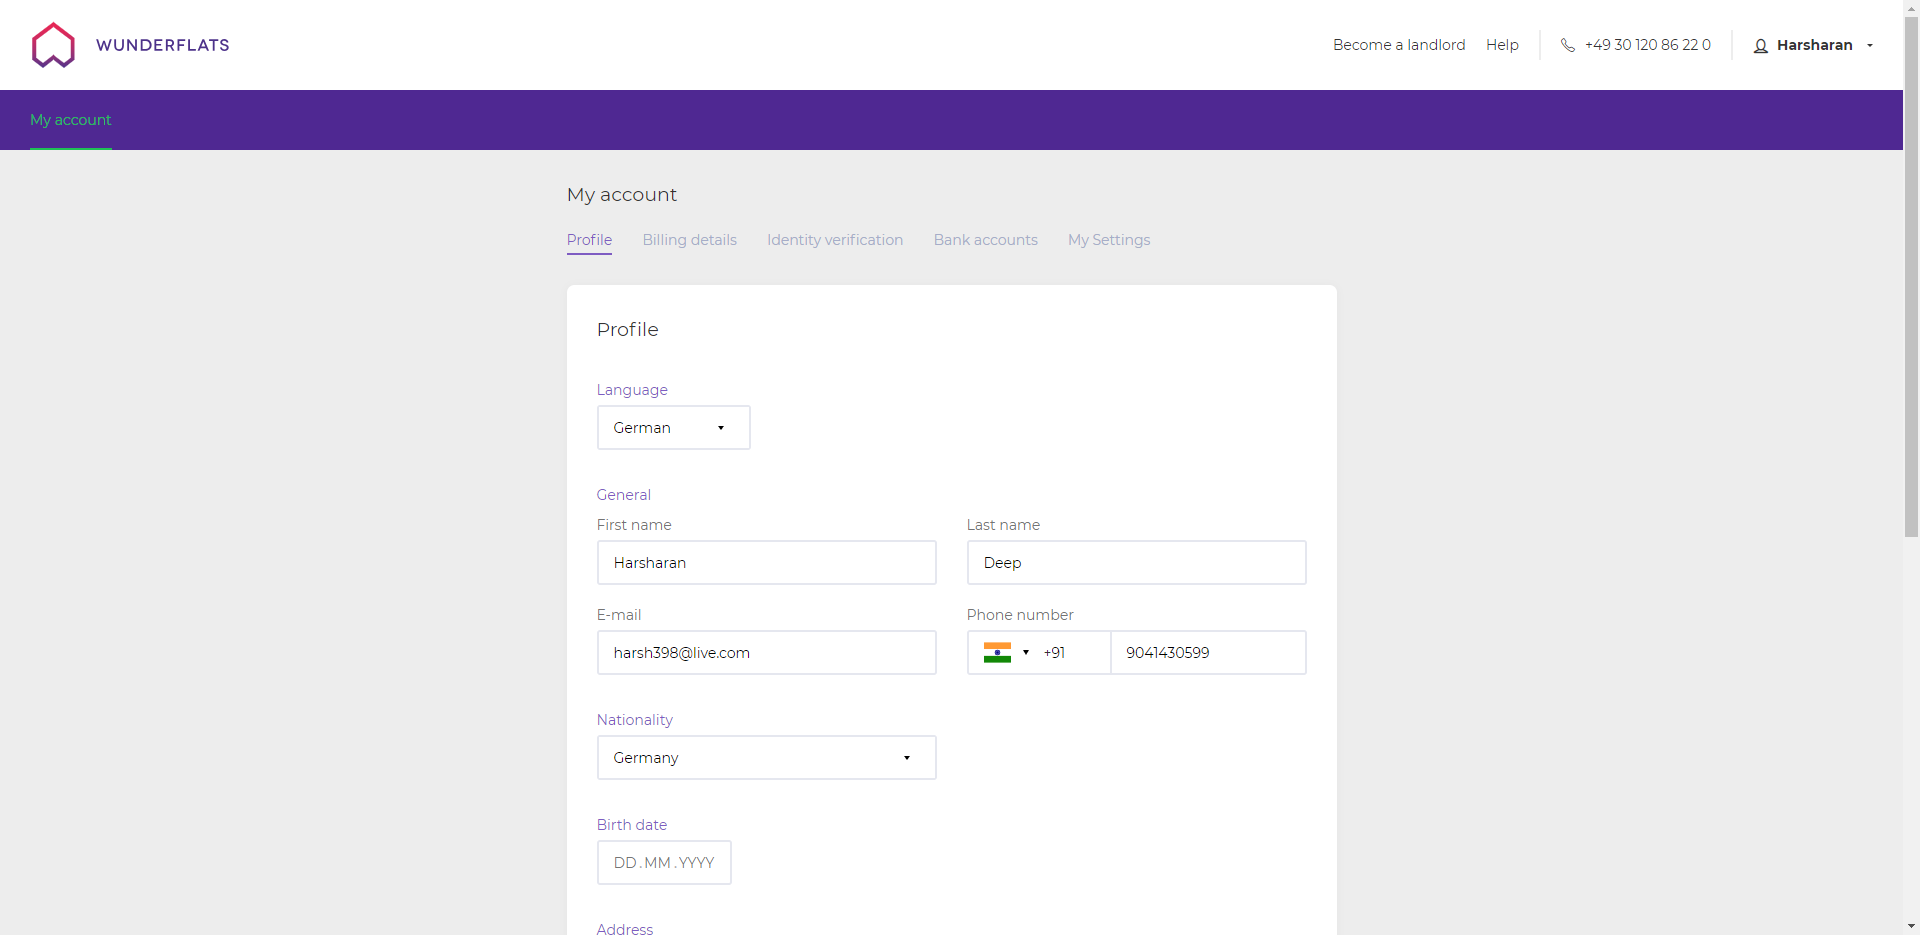 WUNDERFLATS
Become a landlord Help +49 30 120 86 22 0 Harsharan
My account
My account
Profile Billing details Identity verification Bank accounts My Settings
Profile
Language
German
General
First name Last name
Harsharan Deep
E-mail Phone number
harsh398@live.com +91 9041430599
Nationality
Germany
Birth date
DD.MM.YYYY
Address